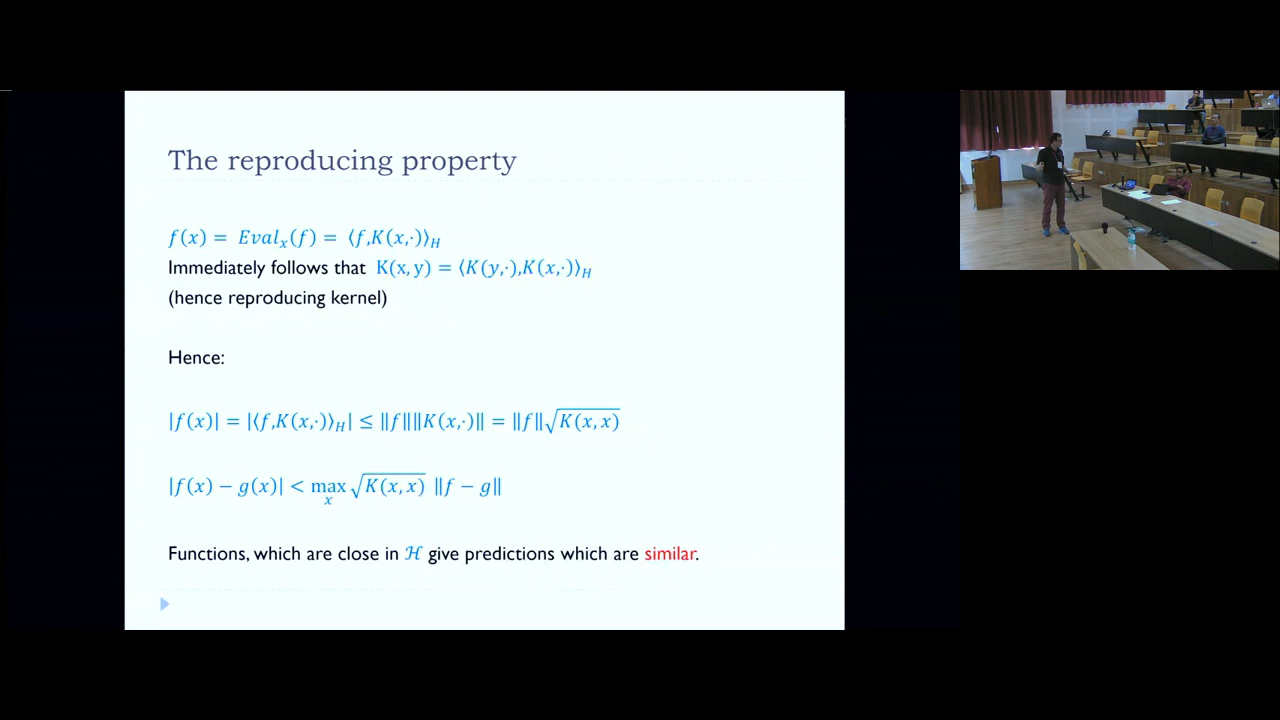 The reproducing property
f(x) = Eval_x(f) = ⟨f,K(x,·)⟩_H
Immediately follows that K(x,y) = ⟨K(y,·),K(x,·)⟩_H
(hence reproducing kernel)
Hence:
|f(x)| = |⟨f,K(x,·)⟩_H| ≤ ‖f‖‖K(x,·)‖ = ‖f‖√K(x,x)
|f(x) − g(x)| < max_x √K(x,x) ‖f − g‖
Functions, which are close in ℋ give predictions which are similar.